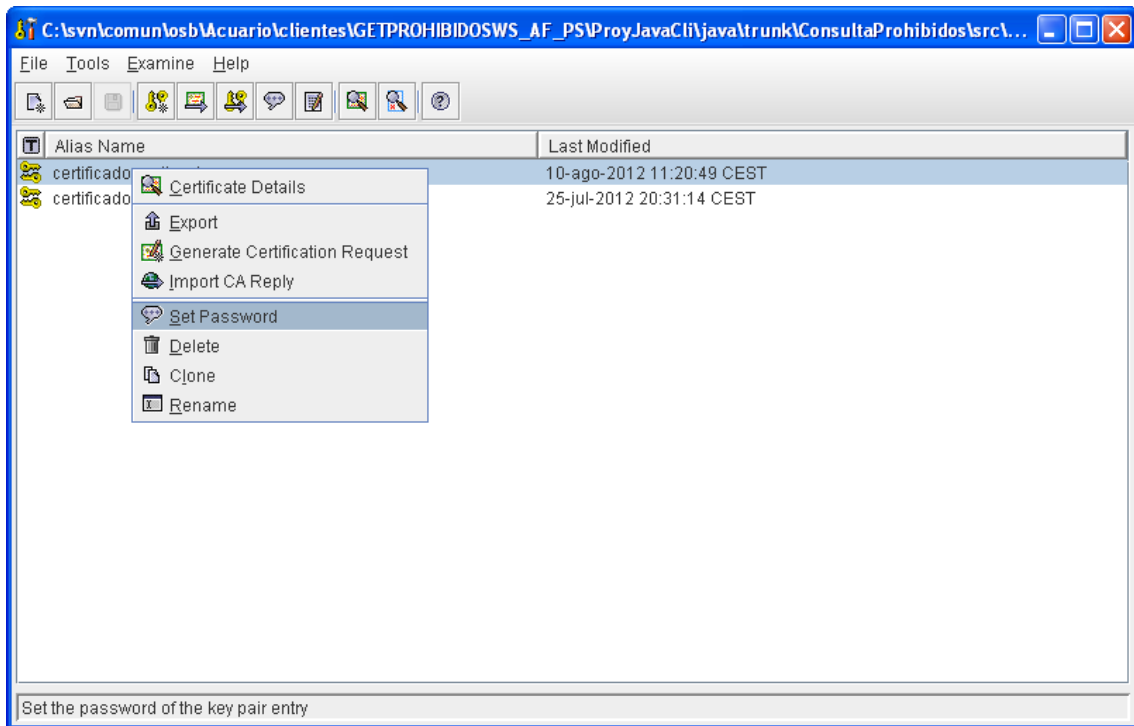 C:\svn\comun\osb\Acuario\clientes\GETPROHIBIDOSWS_AF_PS\ProyJavaCli\java\trunk\ConsultaProhibidos\src\...
File Tools Examine Help
T Alias Name Last Modified
certificado 10-ago-2012 11:20:49 CEST
certificado 25-jul-2012 20:31:14 CEST
Certificate Details
Export
Generate Certification Request
Import CA Reply
Set Password
Delete
Clone
Rename
Set the password of the key pair entry